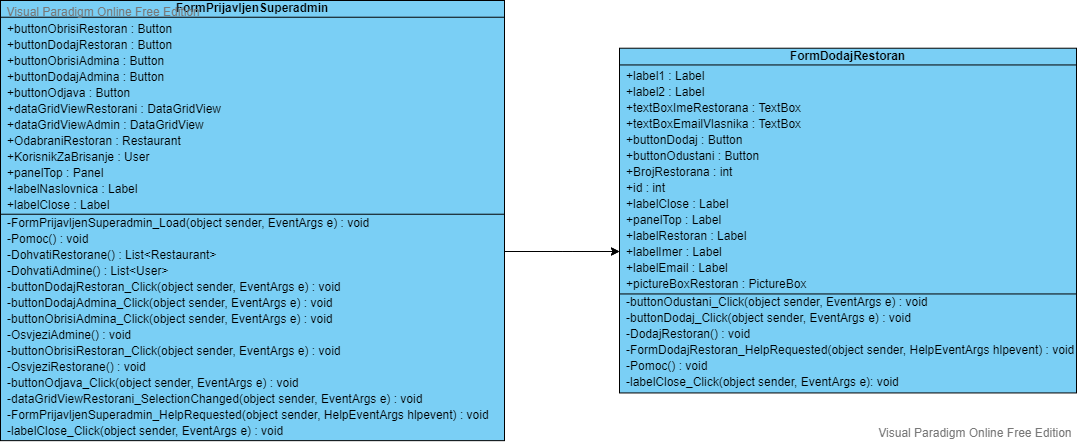 Visual Paradigm Online Free Edition
FormPrijavljenSuperadmin
+buttonObrisiRestoran : Button
+buttonDodajRestoran : Button
+buttonObrisiAdmina : Button
+buttonDodajAdmina : Button
+buttonOdjava : Button
+dataGridViewRestorani : DataGridView
+dataGridViewAdmin : DataGridView
+OdabraniRestoran : Restaurant
+KorisnikZaBrisanje : User
+panelTop : Panel
+labelNaslovnica : Label
+labelClose : Label
-FormPrijavljenSuperadmin_Load(object sender, EventArgs e) : void
-Pomoc() : void
-DohvatiRestorane() : List<Restaurant>
-DohvatiAdmine() : List<User>
-buttonDodajRestoran_Click(object sender, EventArgs e) : void
-buttonDodajAdmina_Click(object sender, EventArgs e) : void
-buttonObrisiAdmina_Click(object sender, EventArgs e) : void
-OsvjeziAdmine() : void
-buttonObrisiRestoran_Click(object sender, EventArgs e) : void
-OsvjeziRestorane() : void
-buttonOdjava_Click(object sender, EventArgs e) : void
-dataGridViewRestorani_SelectionChanged(object sender, EventArgs e) : void
-FormPrijavljenSuperadmin_HelpRequested(object sender, HelpEventArgs hlpevent) : void
-labelClose_Click(object sender, EventArgs e) : void
FormDodajRestoran
+label1 : Label
+label2 : Label
+textBoxImeRestorana : TextBox
+textBoxEmailVlasnika : TextBox
+buttonDodaj : Button
+buttonOdustani : Button
+BrojRestorana : int
+id : int
+labelClose : Label
+panelTop : Label
+labelRestoran : Label
+labelImer : Label
+labelEmail : Label
+pictureBoxRestoran : PictureBox
-buttonOdustani_Click(object sender, EventArgs e) : void
-buttonDodaj_Click(object sender, EventArgs e) : void
-DodajRestoran() : void
-FormDodajRestoran_HelpRequested(object sender, HelpEventArgs hlpevent) : void
-Pomoc() : void
-labelClose_Click(object sender, EventArgs e): void
Visual Paradigm Online Free Edition